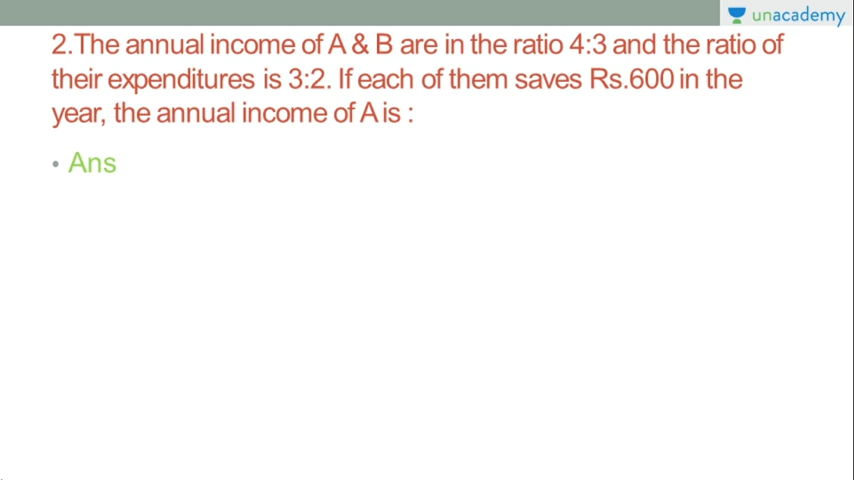 unacademy
2.The annual income of A & B are in the ratio 4:3 and the ratio of
their expenditures is 3:2. If each of them saves Rs.600 in the
year, the annual income of A is :
• Ans